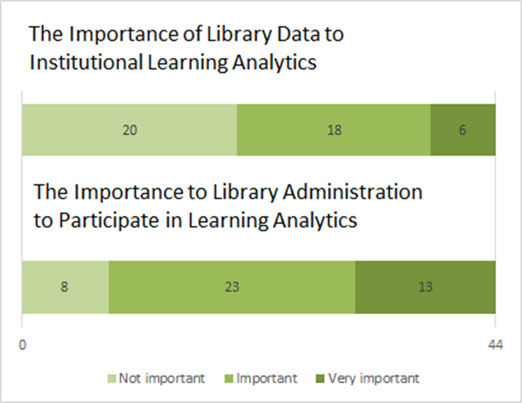 The Importance of Library Data to
Institutional Learning Analytics
20 18 6
The Importance to Library Administration
to Participate in Learning Analytics
8 23 13
0 44
Not important Important Very important